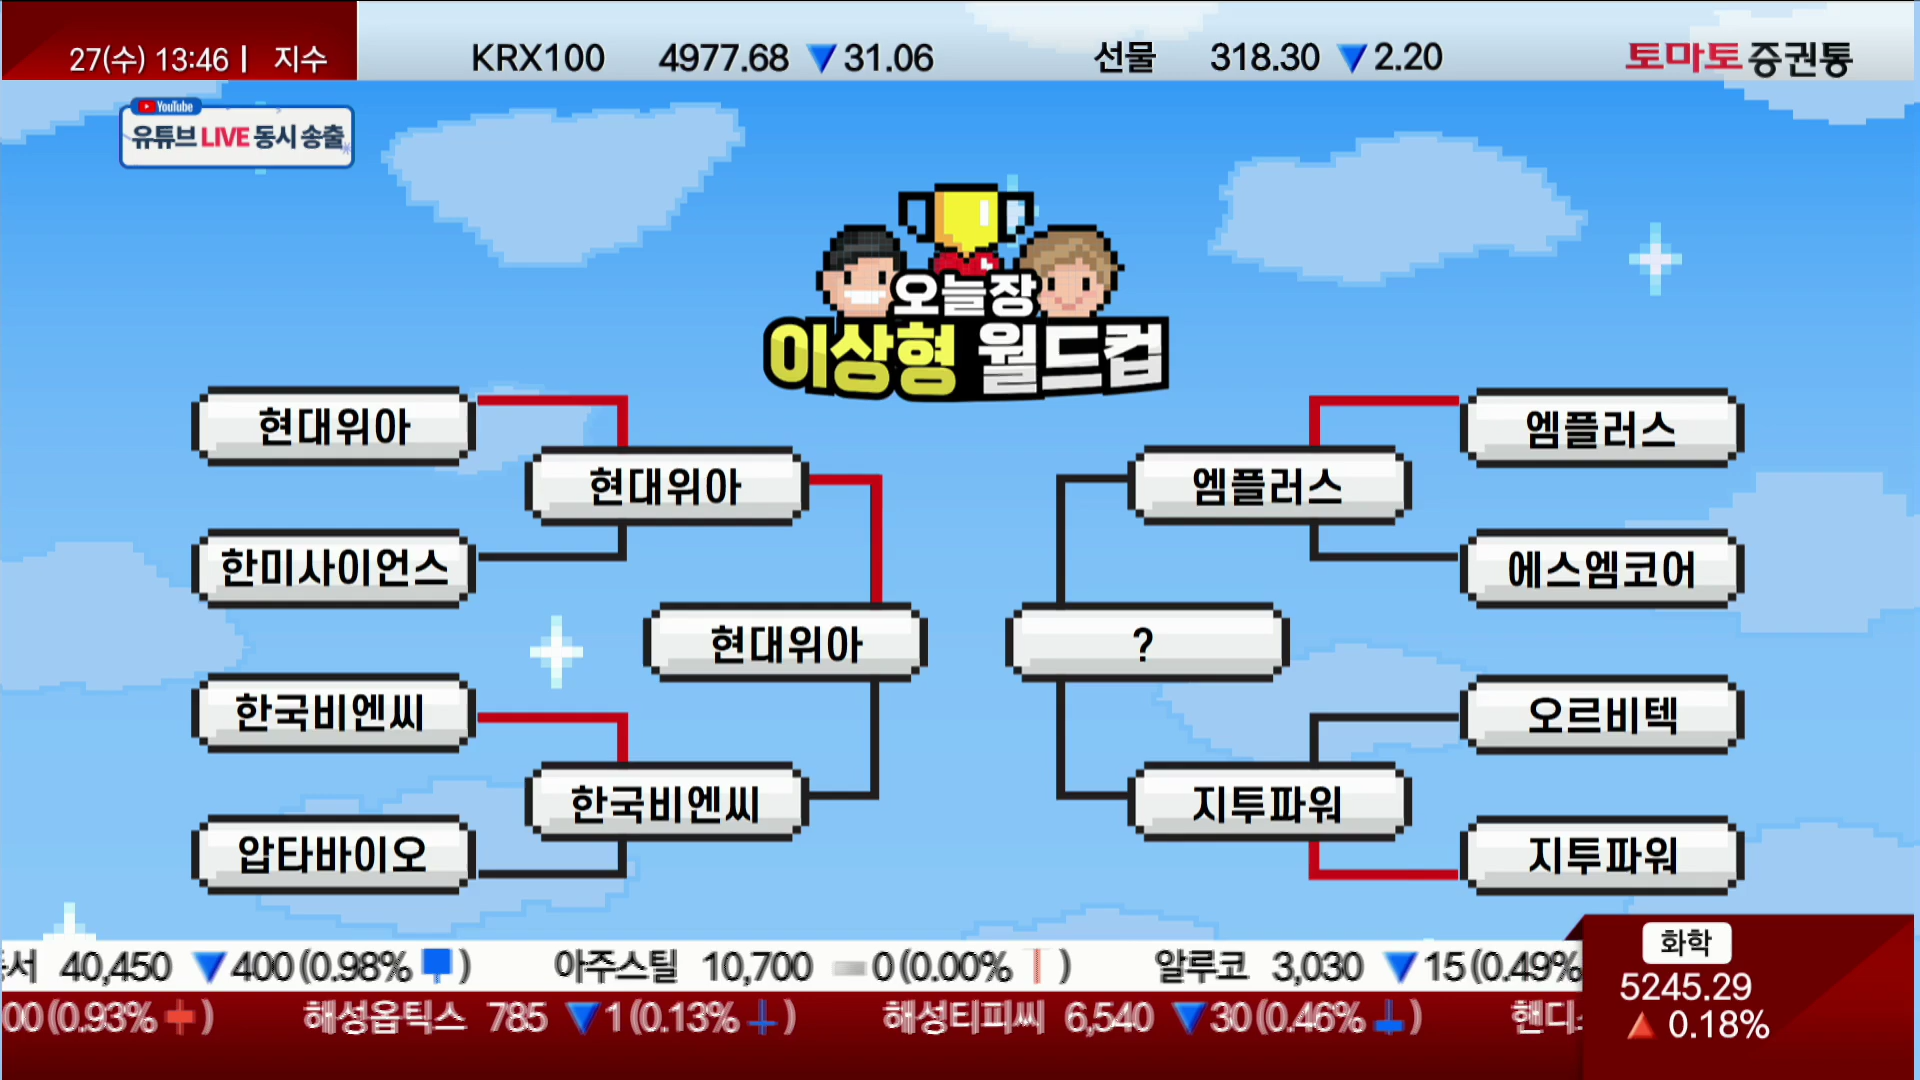 27(수) 13:46 | 지수 KRX100 4977.68 ▼31.06 선물 318.30 ▼2.20 토마토증권통
YouTube
유튜브 LIVE 동시 송출
오늘장
이상형 월드컵
현대위아
엠플러스
현대위아
엠플러스
한미사이언스
에스엠코어
현대위아
?
한국비엔씨
오르비텍
한국비엔씨
지투파워
압타바이오
지투파워
서 40,450 ▼400(0.98% ) 아주스틸 10,700 0(0.00% ) 알루코 3,030 ▼15(0.49%
00(0.93% ) 해성옵틱스 785 ▼1(0.13% ) 해성티피씨 6,540 ▼30(0.46% ) 핸디
화학
5245.29
▲ 0.18%